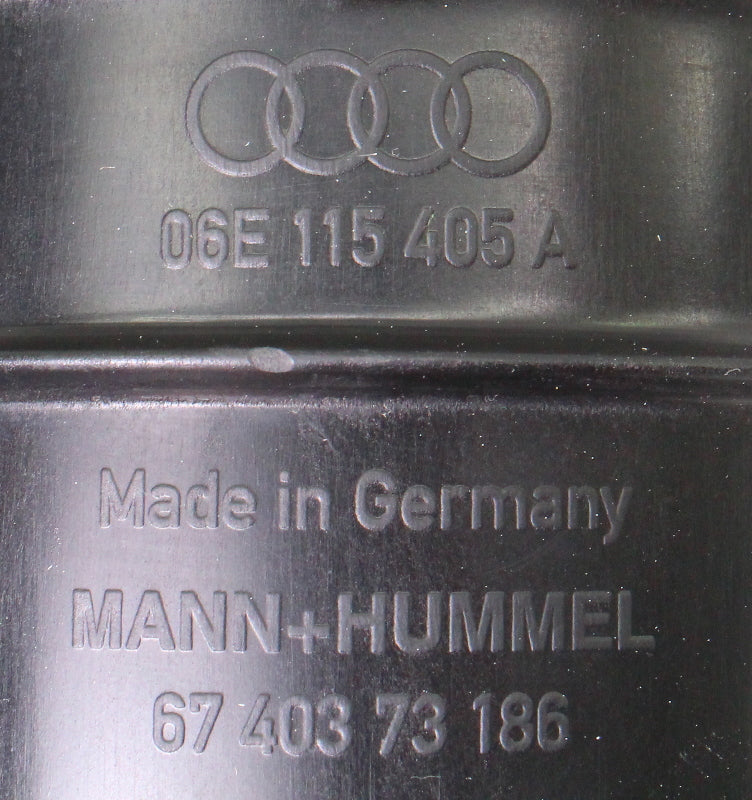 06E 115 405 A
Made in Germany
MANN+HUMMEL
67 403 73 186